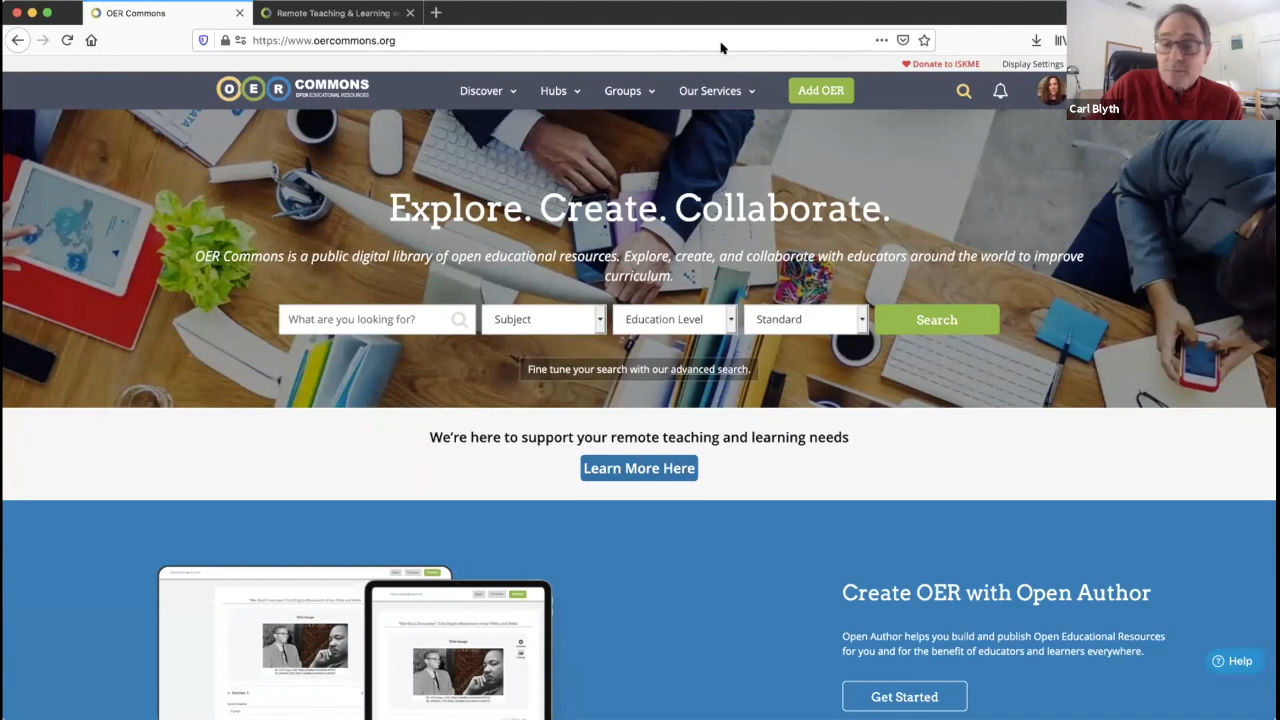 OER Commons
Remote Teaching & Learning w
https://www.oercommons.org
Donate to ISKME
Display Settings
Carl Blyth
OER COMMONS
OPEN EDUCATIONAL RESOURCES
Discover
Hubs
Groups
Our Services
Add OER
Explore. Create. Collaborate.
OER Commons is a public digital library of open educational resources. Explore, create, and collaborate with educators around the world to improve
curriculum.
What are you looking for?
Subject
Education Level
Standard
Search
Fine tune your search with our advanced search.
We're here to support your remote teaching and learning needs
Learn More Here
Create OER with Open Author
Open Author helps you build and publish Open Educational Resources
for you and for the benefit of educators and learners everywhere.
Help
Get Started